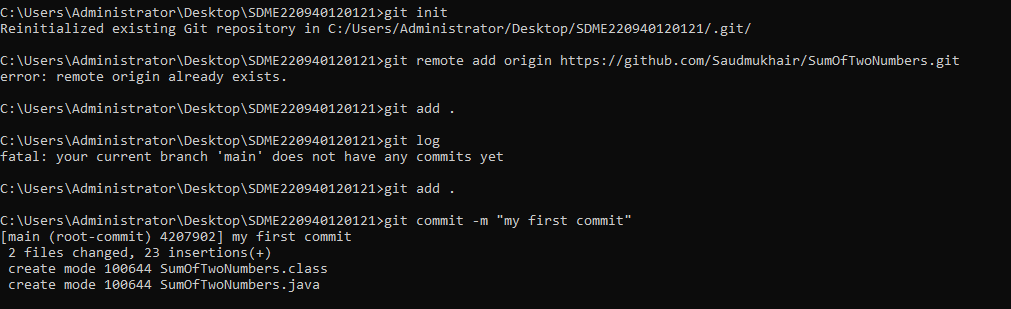 C:\Users\Administrator\Desktop\SDME220940120121>git init
Reinitialized existing Git repository in C:/Users/Administrator/Desktop/SDME220940120121/.git/
C:\Users\Administrator\Desktop\SDME220940120121>git remote add origin https://github.com/Saudmukhair/SumOfTwoNumbers.git
error: remote origin already exists.
C:\Users\Administrator\Desktop\SDME220940120121>git add .
C:\Users\Administrator\Desktop\SDME220940120121>git log
fatal: your current branch 'main' does not have any commits yet
C:\Users\Administrator\Desktop\SDME220940120121>git add .
C:\Users\Administrator\Desktop\SDME220940120121>git commit -m "my first commit"
[main (root-commit) 4207902] my first commit
 2 files changed, 23 insertions(+)
 create mode 100644 SumOfTwoNumbers.class
 create mode 100644 SumOfTwoNumbers.java